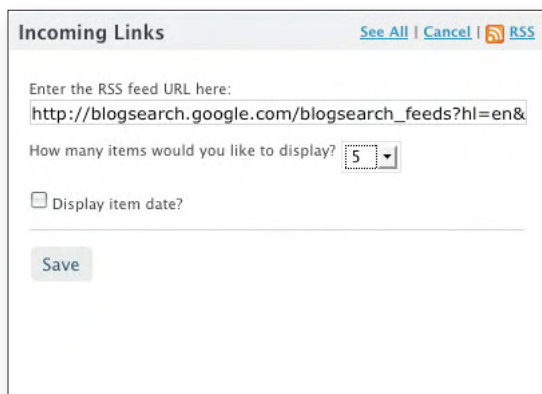 Incoming Links See All | Cancel | RSS
Enter the RSS feed URL here:
http://blogsearch.google.com/blogsearch_feeds?hl=en&
How many items would you like to display? 5
Display item date?
Save